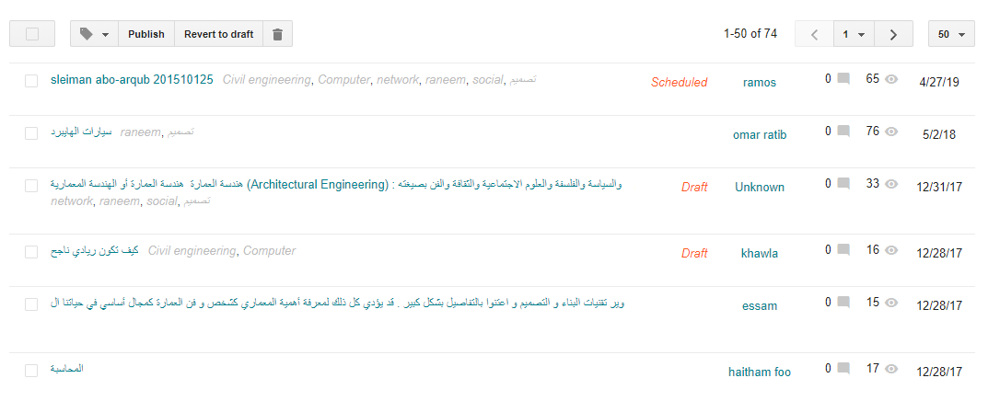 Publish Revert to draft 1-50 of 74 1 50
sleiman abo-arqub 201510125 Civil engineering, Computer, network, raneem, social, تصميم Scheduled ramos 0 65 4/27/19
سيارات الهايبرد raneem, تصميم omar ratib 0 76 5/2/18
هندسة العمارة هندسة العمارة أو الهندسة المعمارية (Architectural Engineering) : والسياسة والفلسفة والعلوم الاجتماعية والثقافة والفن بصيغته Draft Unknown 0 33 12/31/17
network, raneem, social, تصميم
كيف تكون ريادي ناجح Civil engineering, Computer Draft khawla 0 16 12/28/17
وير تقنيات البناء و التصميم و اعتنوا بالتفاصيل بشكل كبير . قد يؤدي كل ذلك لمعرفة أهمية المعماري كشخص و فن العمارة كمجال أساسي في حياتنا ال essam 0 15 12/28/17
المحاسبة haitham foo 0 17 12/28/17